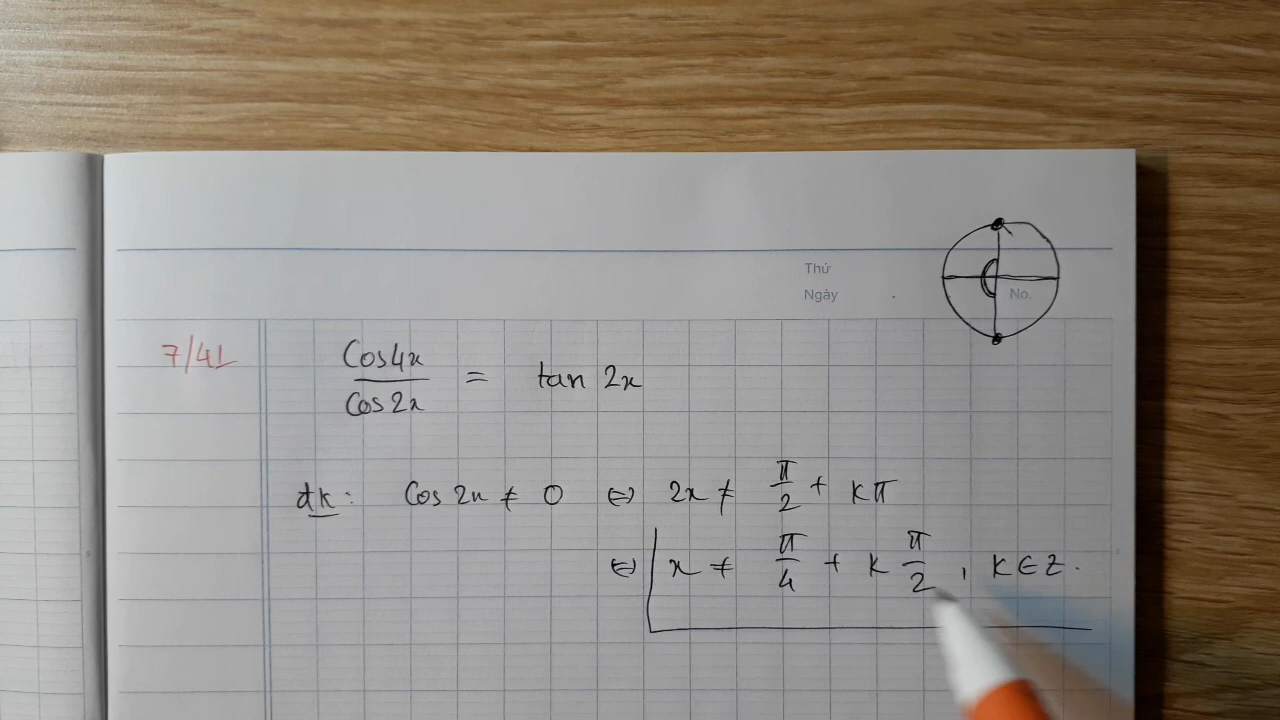 Thứ
Ngày
No.
7/41
cos4x / cos2x = tan 2x
đk: cos 2x ≠ 0 ⇔ 2x ≠ π/2 + kπ
⇔ x ≠ π/4 + k π/2 , k ∈ Z.